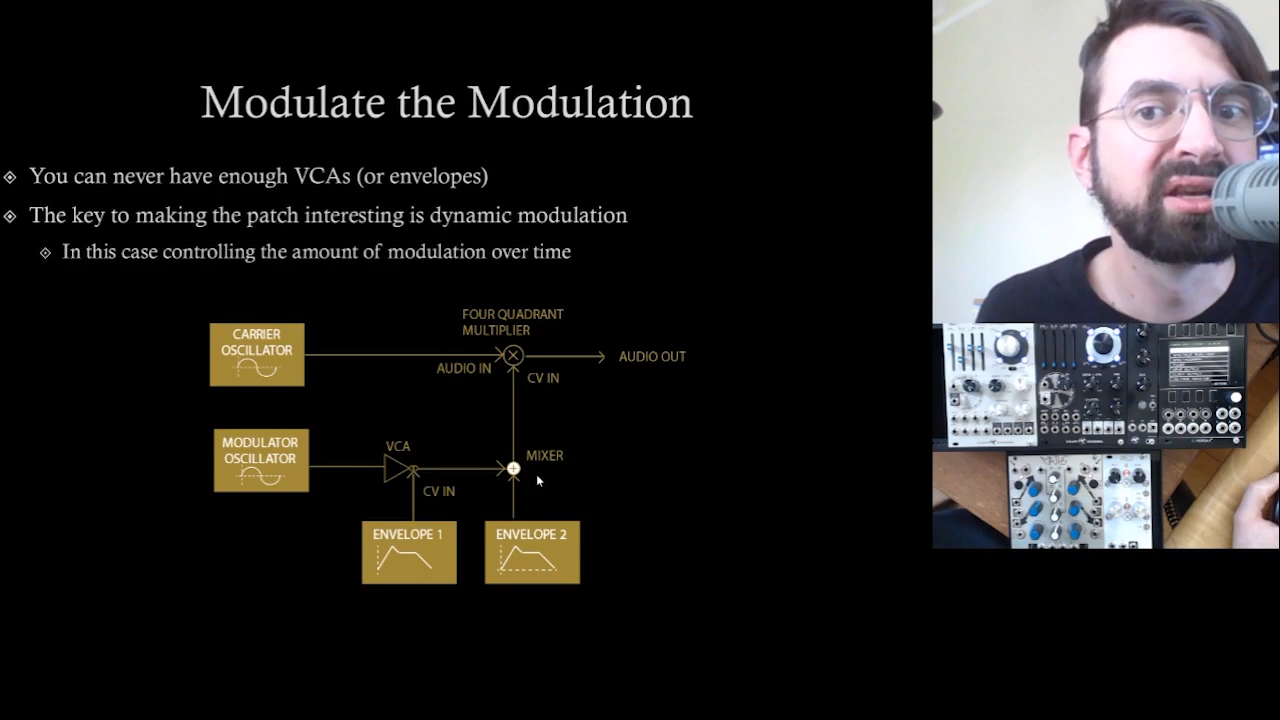 Modulate the Modulation
You can never have enough VCAs (or envelopes)
The key to making the patch interesting is dynamic modulation
In this case controlling the amount of modulation over time
FOUR QUADRANT
MULTIPLIER
CARRIER
OSCILLATOR
AUDIO IN
AUDIO OUT
CV IN
MODULATOR
OSCILLATOR
VCA
MIXER
CV IN
ENVELOPE 1
ENVELOPE 2